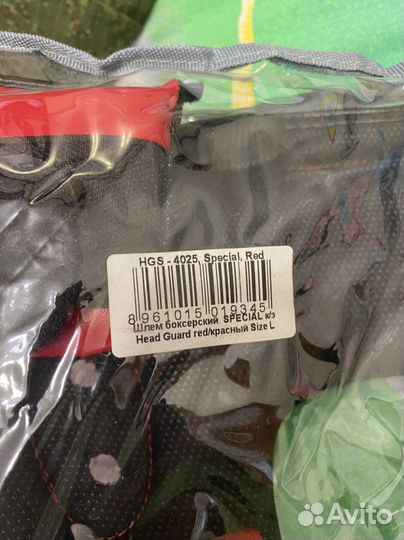 HGS - 4025, Special, Red
8 961015 019345
Шлем боксерский SPECIAL к/з
Head Guard red/красный Size L
Avito